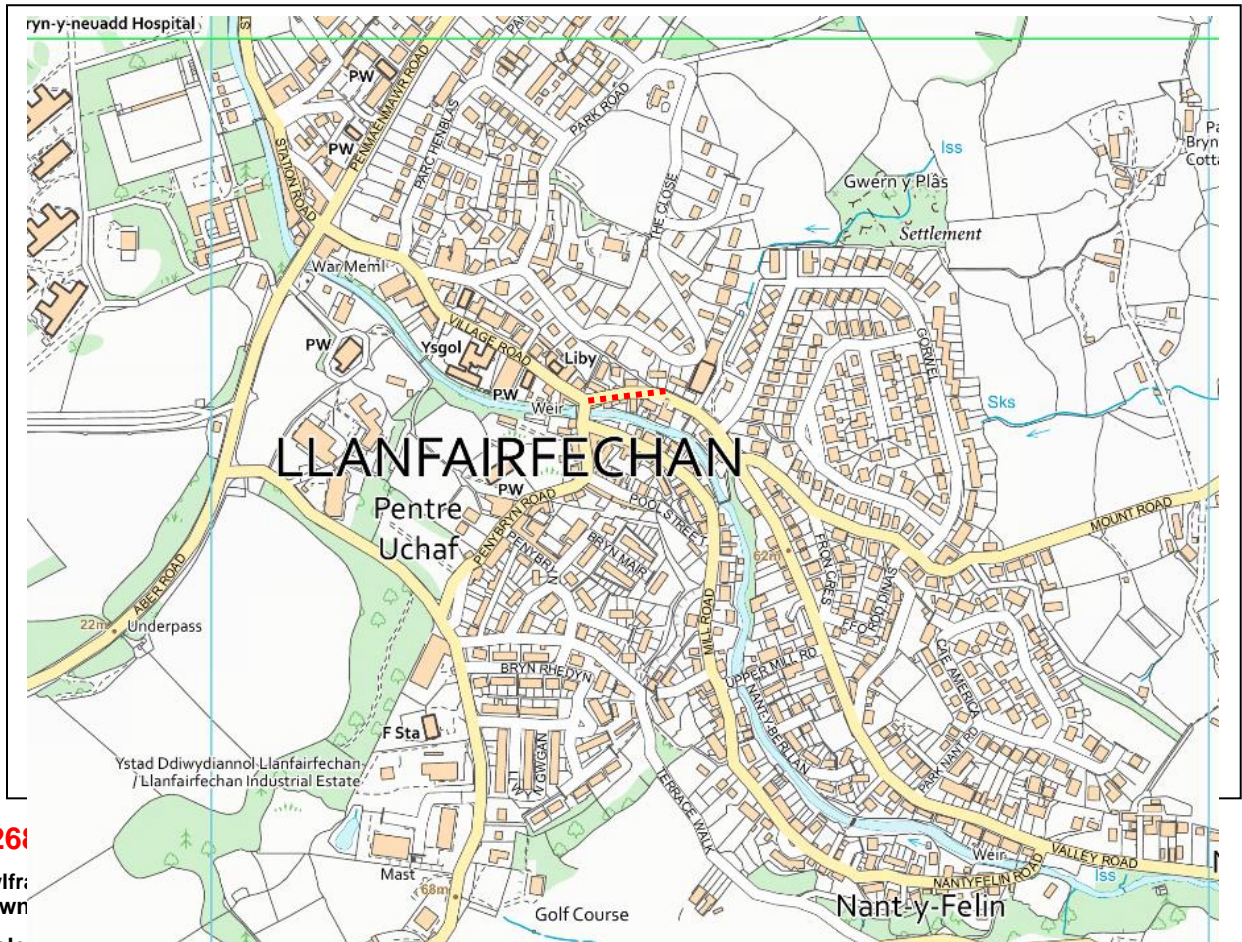 ryn-y-neuadd Hospital
PW
PENMAENMAWR ROAD
PARK ROAD
PW
STATION ROAD
PARC HENBLAS
Iss
Bryn
Cotta
THE CLOSE
Gwern y Plâs
Settlement
War Meml
VILLAGE ROAD
PW
Ysgol
Liby
GORWEL
PW
Weir
Sks
LLANFAIRFECHAN
Pentre
Uchaf
PW
PENYBRYN ROAD
POOL STREET
MOUNT ROAD
PENYBRYN
BRYN MAIR
62m
FRON CRES
FFORDD DINAS
ABER ROAD
22m
Underpass
MILL ROAD
UPPER MILL RD
CAE AMERICA
BRYN RHEDYN
NANT-Y-BERLLAN
F Sta
Ystad Ddiwydiannol Llanfairfechan
/ Llanfairfechan Industrial Estate
PARK NANT RD
TERRACE WALK
Mast
68m
Weir
VALLEY ROAD
Iss
NANTYFELIN ROAD
Golf Course
Nant-y-Felin